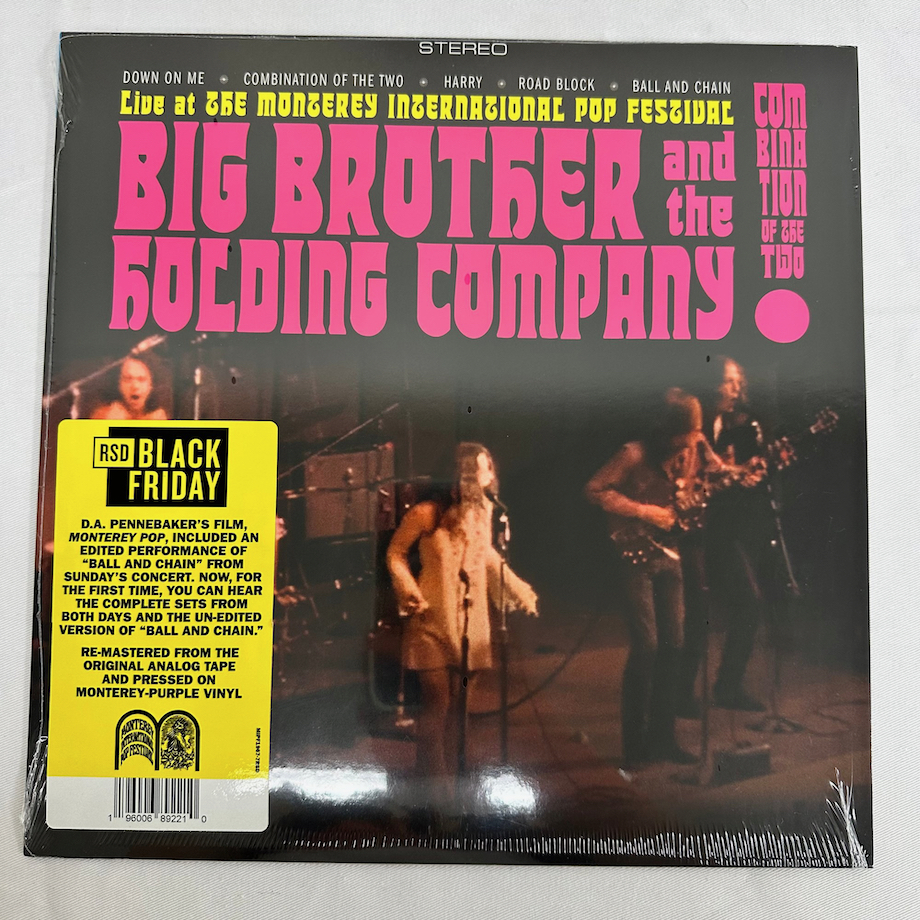 STEREO
DOWN ON ME • COMBINATION OF THE TWO • HARRY • ROAD BLOCK • BALL AND CHAIN
Live at THE MONTEREY INTERNATIONAL POP FESTIVAL
BIG BROTHER and the
HOLDING COMPANY
COM
BINA
TION
OF THE
TWO
RSD BLACK
FRIDAY
D.A. PENNEBAKER'S FILM,
MONTEREY POP, INCLUDED AN
EDITED PERFORMANCE OF
"BALL AND CHAIN" FROM
SUNDAY'S CONCERT. NOW, FOR
THE FIRST TIME, YOU CAN HEAR
THE COMPLETE SETS FROM
BOTH DAYS AND THE UN-EDITED
VERSION OF "BALL AND CHAIN."
RE-MASTERED FROM THE
ORIGINAL ANALOG TAPE
AND PRESSED ON
MONTEREY-PURPLE VINYL
MONTEREY
INTERNATIONAL
POP FESTIVAL
1 96006 89221 0